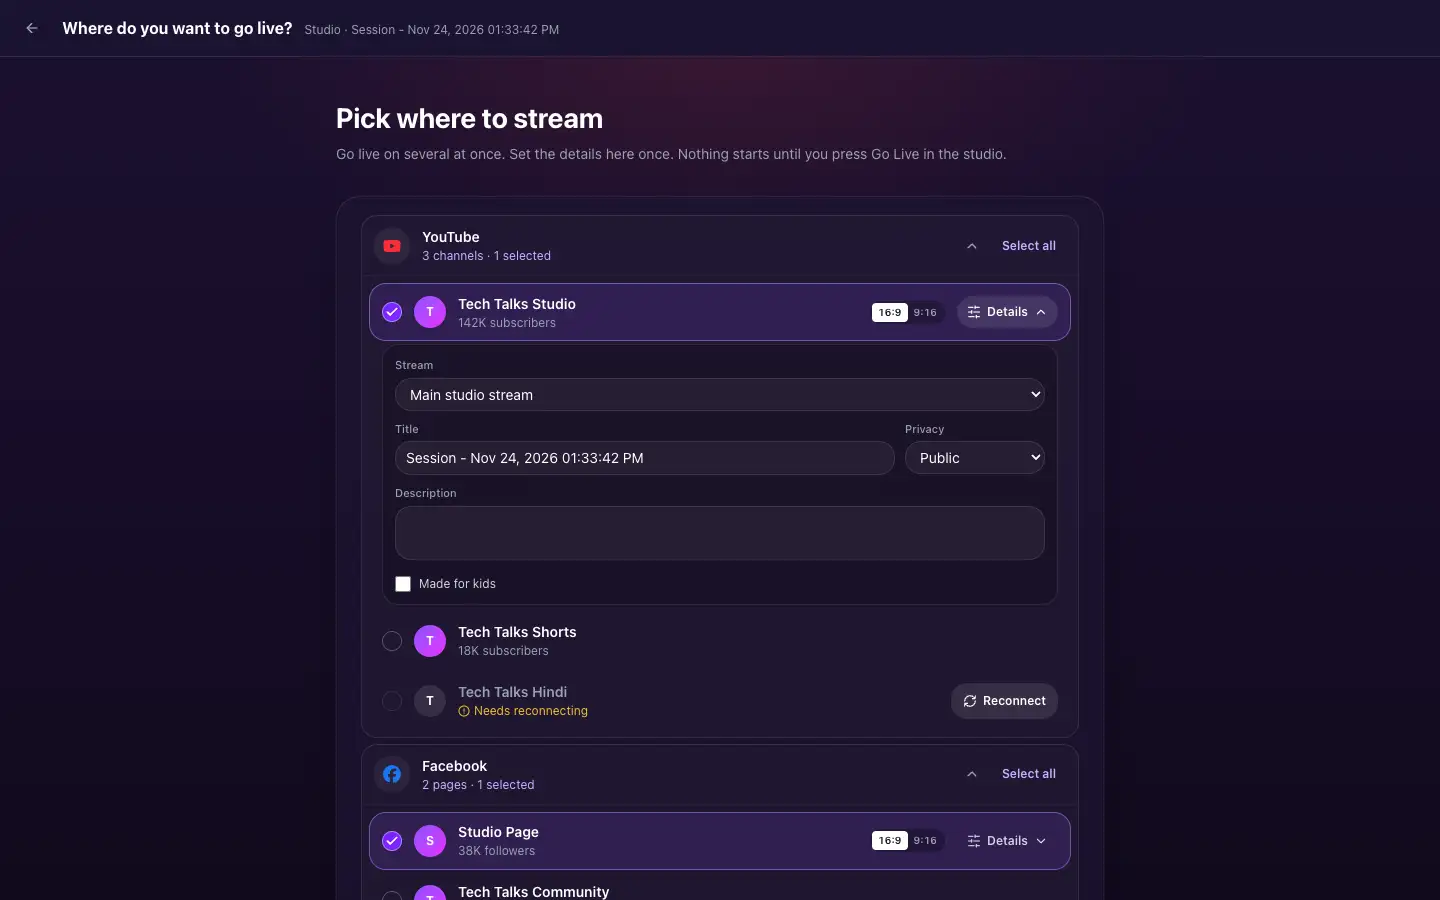 Where do you want to go live? Studio · Session - Nov 24, 2026 01:33:42 PM
Pick where to stream
Go live on several at once. Set the details here once. Nothing starts until you press Go Live in the studio.
YouTube
3 channels · 1 selected
Select all
T
Tech Talks Studio
142K subscribers
16:9 9:16
Details
Stream
Main studio stream
Title
Session - Nov 24, 2026 01:33:42 PM
Privacy
Public
Description
Made for kids
T
Tech Talks Shorts
18K subscribers
T
Tech Talks Hindi
Needs reconnecting
Reconnect
Facebook
2 pages · 1 selected
Select all
S
Studio Page
38K followers
16:9 9:16
Details
T
Tech Talks Community